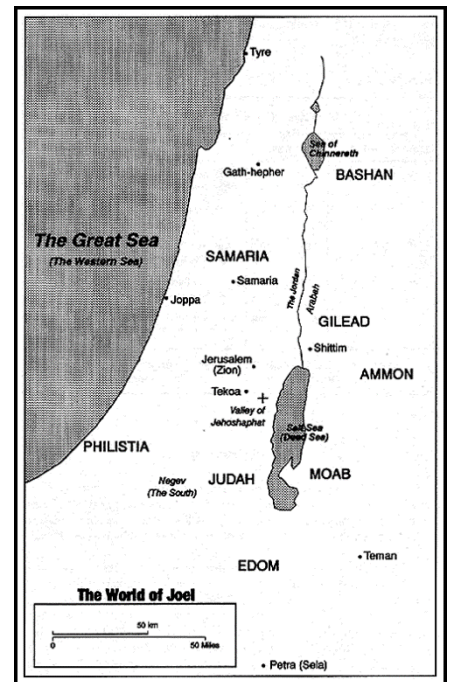 Tyre
Sea of
Chinnereth
Gath-hepher
BASHAN
The Great Sea
(The Western Sea)
SAMARIA
Samaria
The Jordan
Arabah
Joppa
GILEAD
Shittim
Jerusalem
(Zion)
AMMON
Tekoa
Valley of
Jehoshaphat
Salt Sea
(Dead Sea)
PHILISTIA
JUDAH
MOAB
Negev
(The South)
Teman
EDOM
The World of Joel
50 km
0
50 Miles
Petra (Sela)